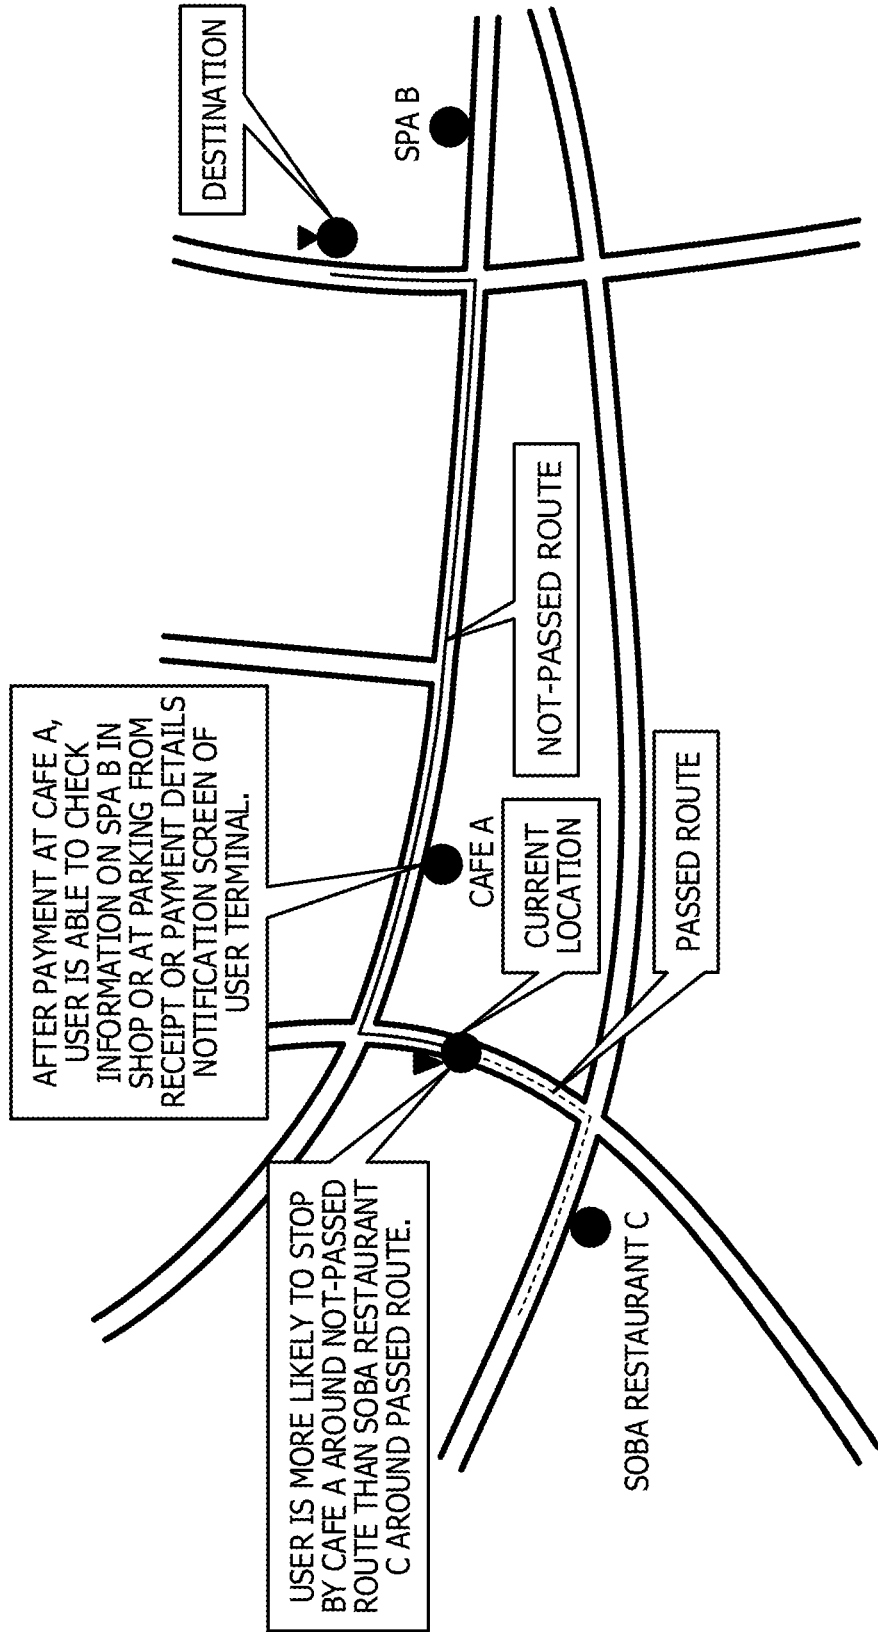 AFTER PAYMENT AT CAFE A,
USER IS ABLE TO CHECK
INFORMATION ON SPA B IN
SHOP OR AT PARKING FROM
RECEIPT OR PAYMENT DETAILS
NOTIFICATION SCREEN OF
USER TERMINAL.
DESTINATION
USER IS MORE LIKELY TO STOP
BY CAFE A AROUND NOT-PASSED
ROUTE THAN SOBA RESTAURANT
C AROUND PASSED ROUTE.
SPA B
CAFE A
CURRENT
LOCATION
NOT-PASSED ROUTE
SOBA RESTAURANT C
PASSED ROUTE